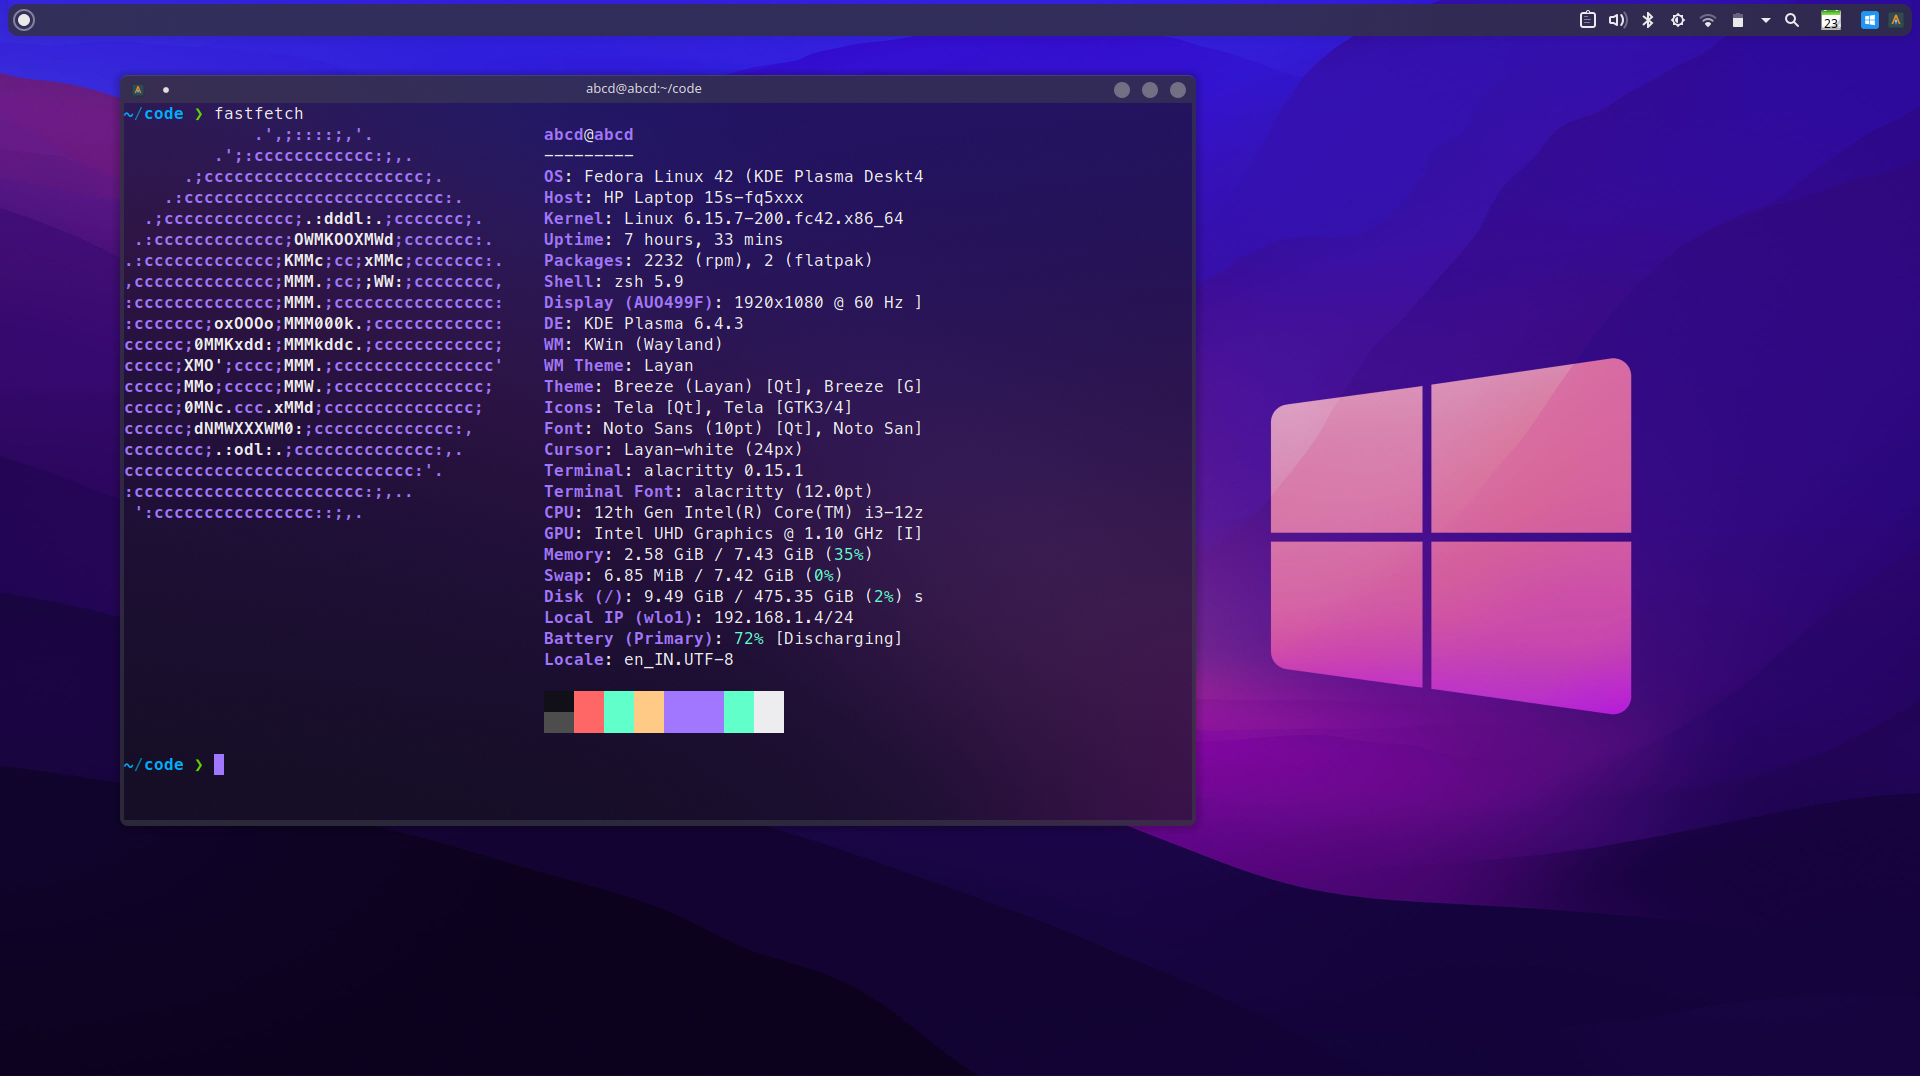 23
abcd@abcd:~/code
~/code ❯ fastfetch
             .',;::::;,'.                 abcd@abcd
         .';:cccccccccccc:;,.             ---------
      .;cccccccccccccccccccccc;.          OS: Fedora Linux 42 (KDE Plasma Deskt4
    .:cccccccccccccccccccccccccc:.        Host: HP Laptop 15s-fq5xxx
  .;ccccccccccccc;.:dddl:.;ccccccc;.      Kernel: Linux 6.15.7-200.fc42.x86_64
 .:ccccccccccccc;OWMKOOXMWd;ccccccc:.     Uptime: 7 hours, 33 mins
.:ccccccccccccc;KMMc;cc;xMMc;ccccccc:.    Packages: 2232 (rpm), 2 (flatpak)
,cccccccccccccc;MMM.;cc;;WW:;cccccccc,    Shell: zsh 5.9
:cccccccccccccc;MMM.;cccccccccccccccc:    Display (AUO499F): 1920x1080 @ 60 Hz ]
:ccccccc;oxOOOo;MMM000k.;cccccccccccc:    DE: KDE Plasma 6.4.3
cccccc;0MMKxdd:;MMMkddc.;cccccccccccc;    WM: KWin (Wayland)
ccccc;XMO';cccc;MMM.;cccccccccccccccc'    WM Theme: Layan
ccccc;MMo;ccccc;MMW.;ccccccccccccccc;     Theme: Breeze (Layan) [Qt], Breeze [G]
ccccc;0MNc.ccc.xMMd;ccccccccccccccc;      Icons: Tela [Qt], Tela [GTK3/4]
cccccc;dNMWXXXWM0:;cccccccccccccc:,       Font: Noto Sans (10pt) [Qt], Noto San]
cccccccc;.:odl:.;cccccccccccccc:,.        Cursor: Layan-white (24px)
ccccccccccccccccccccccccccccc:'.          Terminal: alacritty 0.15.1
:ccccccccccccccccccccccc:;,..             Terminal Font: alacritty (12.0pt)
 ':cccccccccccccccc::;,.                  CPU: 12th Gen Intel(R) Core(TM) i3-12z
GPU: Intel UHD Graphics @ 1.10 GHz [I]
Memory: 2.58 GiB / 7.43 GiB (35%)
Swap: 6.85 MiB / 7.42 GiB (0%)
Disk (/): 9.49 GiB / 475.35 GiB (2%) s
Local IP (wlo1): 192.168.1.4/24
Battery (Primary): 72% [Discharging]
Locale: en_IN.UTF-8
~/code ❯